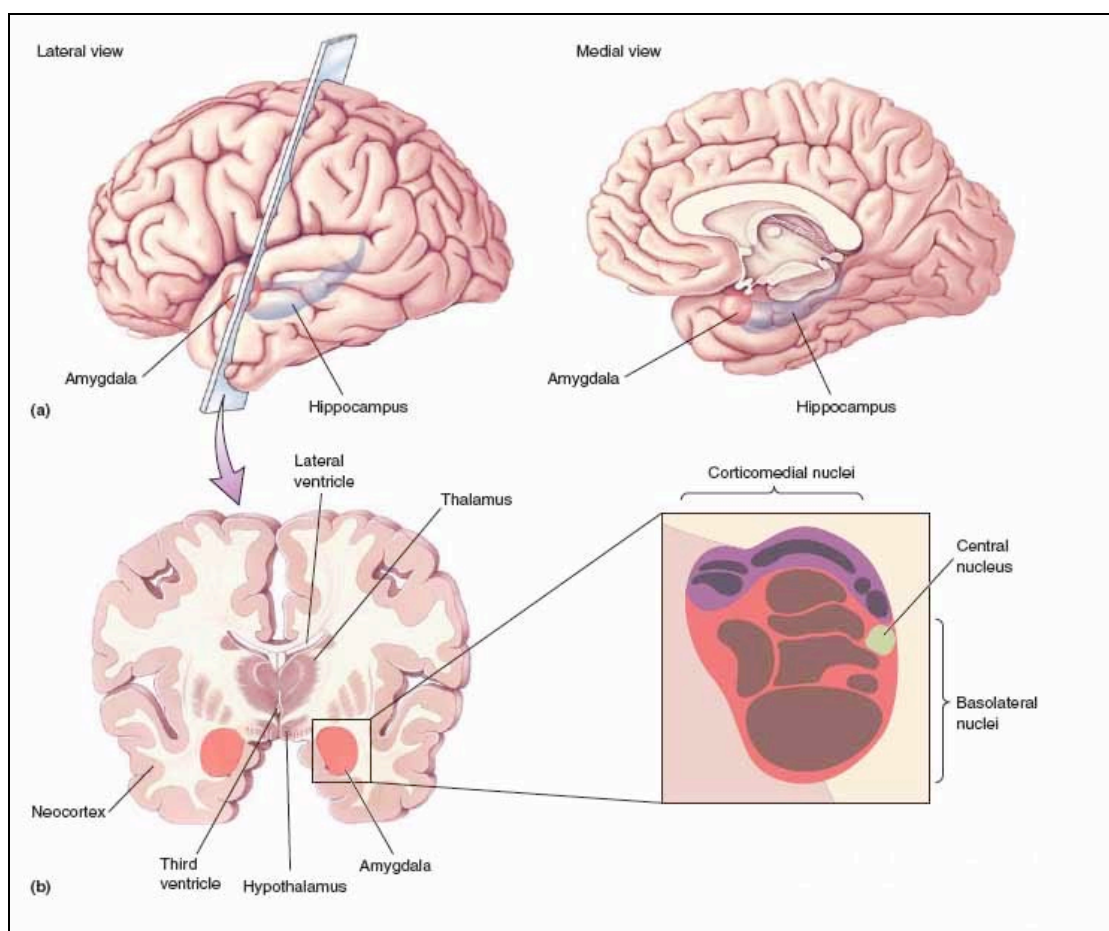 Lateral view
Medial view
Amygdala
Hippocampus
Amygdala
Hippocampus
(a)
Lateral
ventricle
Thalamus
Corticomedial nuclei
Central
nucleus
Basolateral
nuclei
Neocortex
Third
ventricle
Hypothalamus
Amygdala
(b)